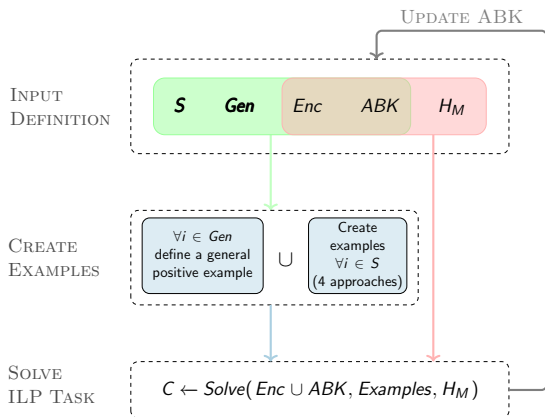 UPDATE ABK
INPUT
DEFINITION
S Gen Enc ABK H_M
CREATE
EXAMPLES
∀i ∈ Gen
define a general
positive example
∪
Create
examples
∀i ∈ S
(4 approaches)
SOLVE
ILP TASK
C ← Solve(Enc ∪ ABK, Examples, H_M)